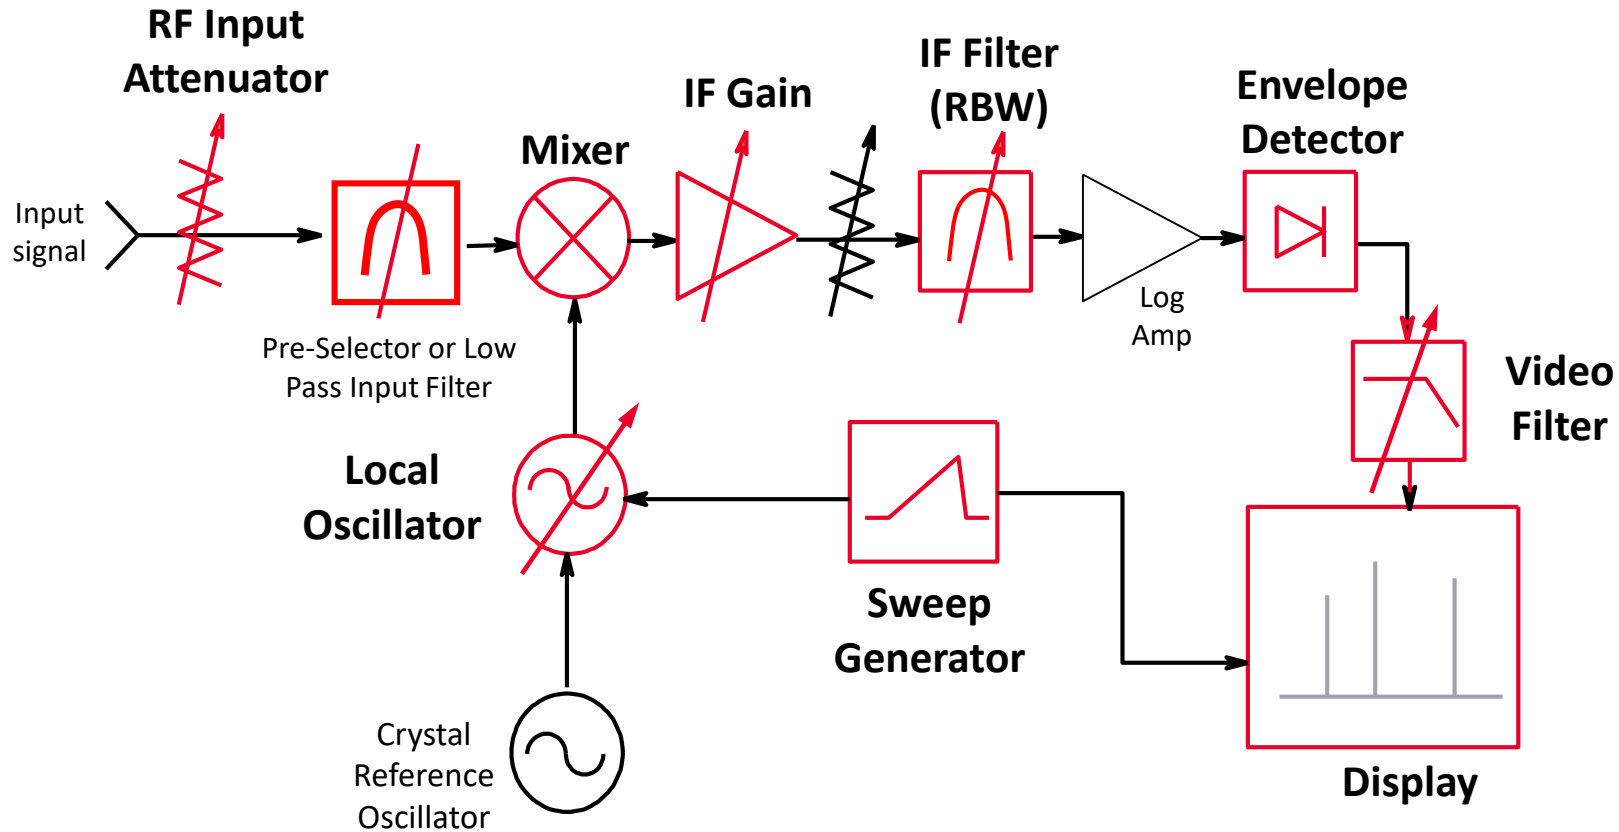 RF Input
Attenuator
Input
signal
Pre-Selector or Low
Pass Input Filter
Mixer
IF Gain
IF Filter
(RBW)
Log
Amp
Envelope
Detector
Video
Filter
Local
Oscillator
Sweep
Generator
Crystal
Reference
Oscillator
Display